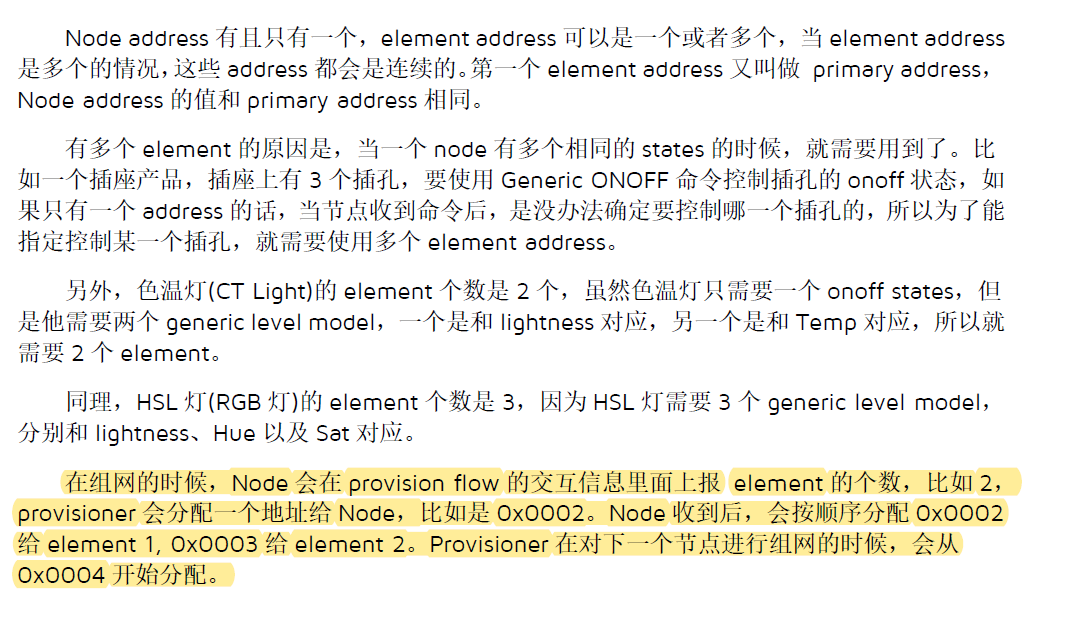 Node address 有且只有一个，element address 可以是一个或者多个，当 element address
是多个的情况，这些 address 都会是连续的。第一个 element address 又叫做 primary address，
Node address 的值和 primary address 相同。
有多个 element 的原因是，当一个 node 有多个相同的 states 的时候，就需要用到了。比
如一个插座产品，插座上有 3 个插孔，要使用 Generic ONOFF 命令控制插孔的 onoff 状态，如
果只有一个 address 的话，当节点收到命令后，是没办法确定要控制哪一个插孔的，所以为了能
指定控制某一个插孔，就需要使用多个 element address。
另外，色温灯(CT Light)的 element 个数是 2 个，虽然色温灯只需要一个 onoff states，但
是他需要两个 generic level model，一个是和 lightness 对应，另一个是和 Temp 对应，所以就
需要 2 个 element。
同理，HSL 灯(RGB 灯)的 element 个数是 3，因为 HSL 灯需要 3 个 generic level model，
分别和 lightness、Hue 以及 Sat 对应。
在组网的时候，Node 会在 provision flow 的交互信息里面上报 element 的个数，比如 2，
provisioner 会分配一个地址给 Node，比如是 0x0002。Node 收到后，会按顺序分配 0x0002
给 element 1, 0x0003 给 element 2。Provisioner 在对下一个节点进行组网的时候，会从
0x0004 开始分配。